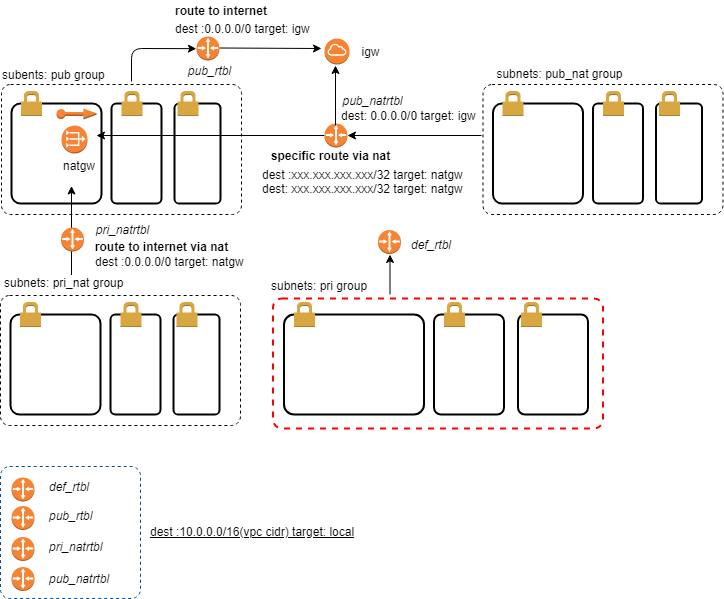 route to internet
dest :0.0.0.0/0 target: igw
igw
pub_rtbl
subents: pub group
subnets: pub_nat group
pub_natrtbl
dest: 0.0.0.0/0 target: igw
natgw
specific route via nat
dest :xxx.xxx.xxx.xxx/32 target: natgw
dest: xxx.xxx.xxx.xxx/32 target: natgw
pri_natrtbl
route to internet via nat
dest :0.0.0.0/0 target: natgw
def_rtbl
subnets: pri_nat group
subnets: pri group
def_rtbl
pub_rtbl
pri_natrtbl
pub_natrtbl
dest :10.0.0.0/16(vpc cidr) target: local